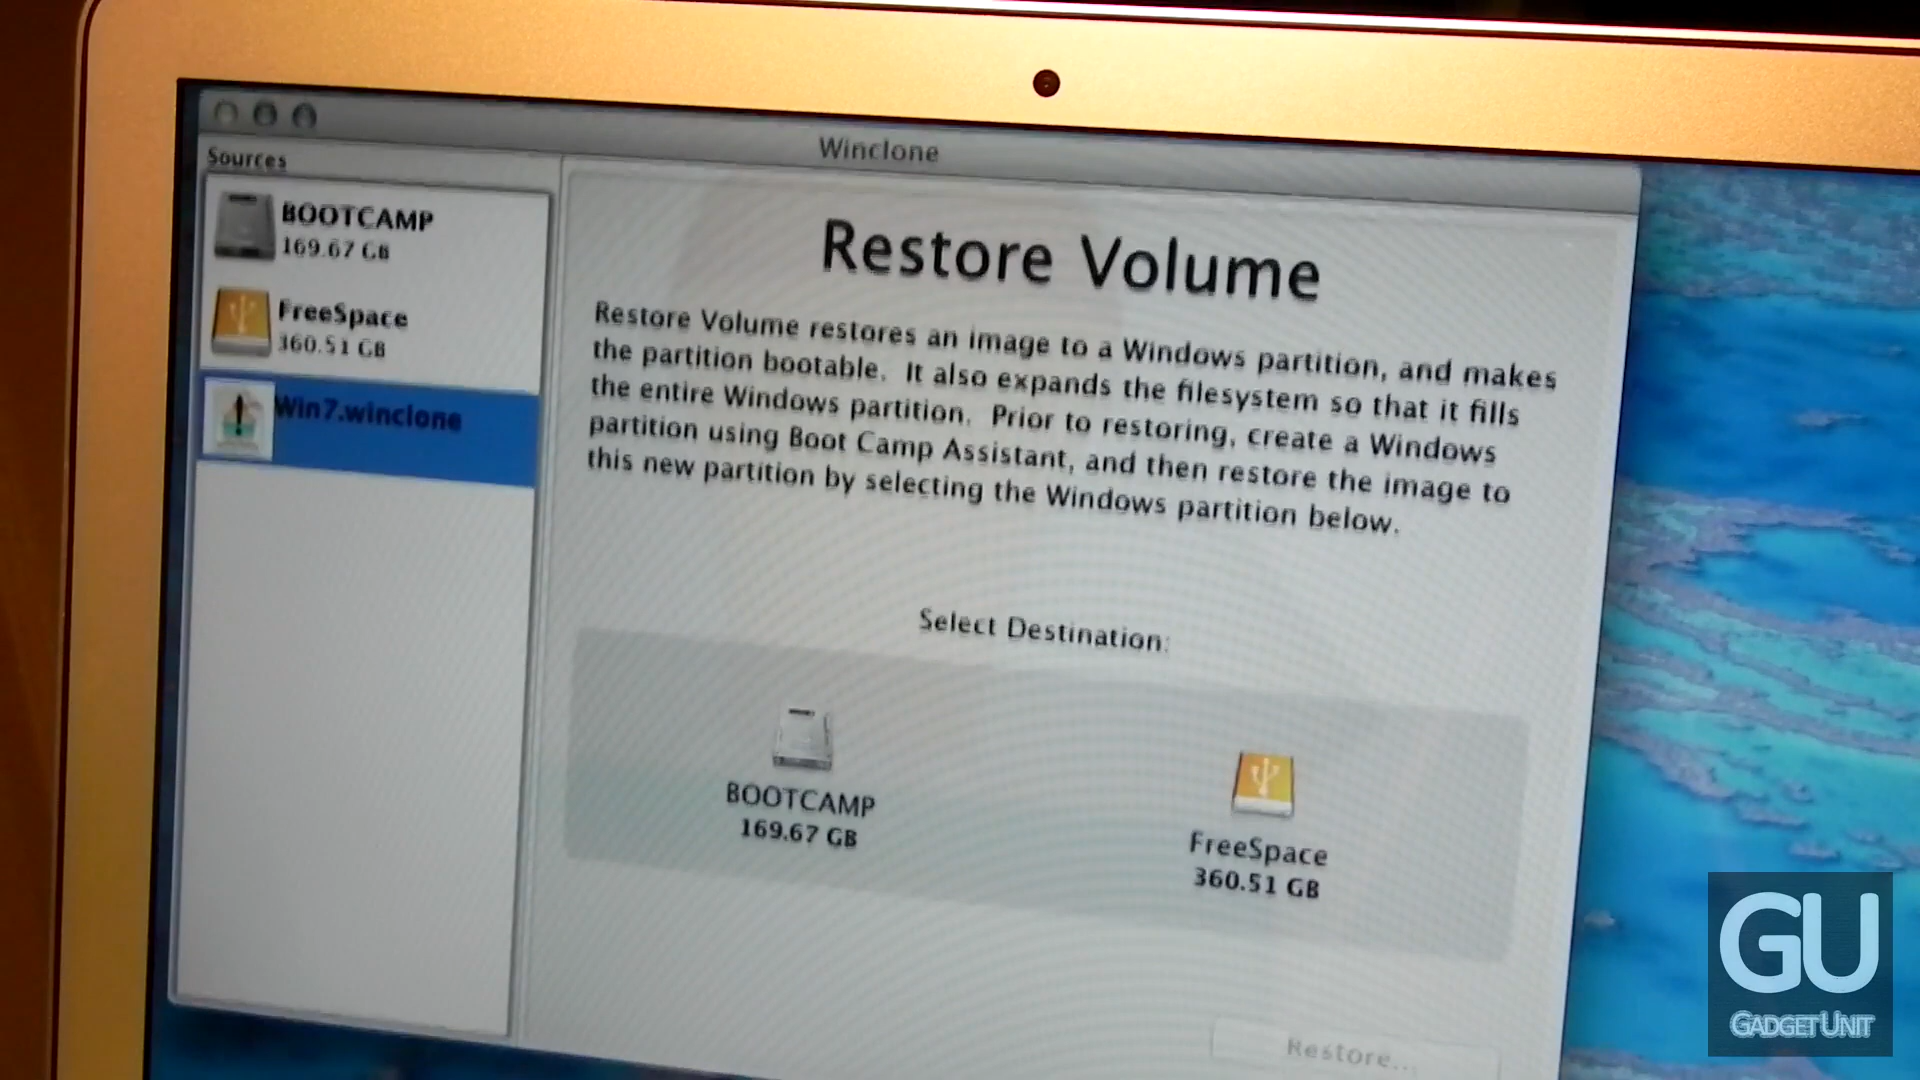 Winclone
Sources
BOOTCAMP
169.67 GB
FreeSpace
360.51 GB
Win7.winclone
Restore Volume
Restore Volume restores an image to a Windows partition, and makes
the partition bootable. It also expands the filesystem so that it fills
the entire Windows partition. Prior to restoring, create a Windows
partition using Boot Camp Assistant, and then restore the image to
this new partition by selecting the Windows partition below.
Select Destination:
BOOTCAMP
169.67 GB
FreeSpace
360.51 GB
Restore...
GU
GADGET UNIT